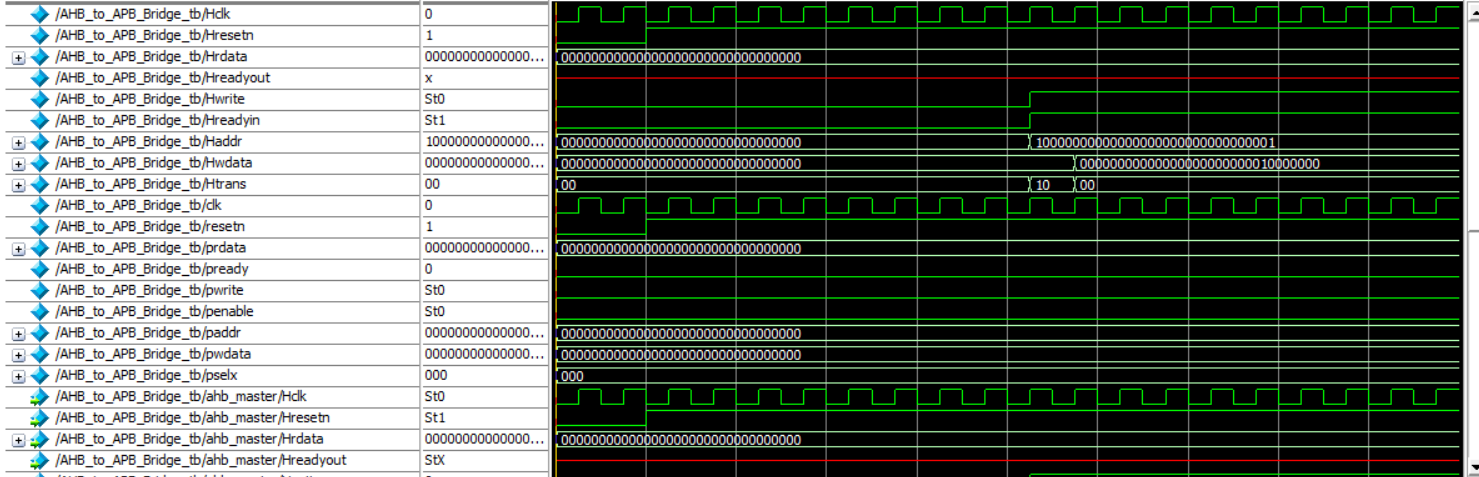 /AHB_to_APB_Bridge_tb/Hclk 0
/AHB_to_APB_Bridge_tb/Hresetn 1
/AHB_to_APB_Bridge_tb/Hrdata 00000000000000... 00000000000000000000000000000000
/AHB_to_APB_Bridge_tb/Hreadyout x
/AHB_to_APB_Bridge_tb/Hwrite St0
/AHB_to_APB_Bridge_tb/Hreadyin St1
/AHB_to_APB_Bridge_tb/Haddr 10000000000000... 00000000000000000000000000000000 10000000000000000000000000000001
/AHB_to_APB_Bridge_tb/Hwdata 00000000000000... 00000000000000000000000000000000 00000000000000000000000010000000
/AHB_to_APB_Bridge_tb/Htrans 00 00 10 00
/AHB_to_APB_Bridge_tb/clk 0
/AHB_to_APB_Bridge_tb/resetn 1
/AHB_to_APB_Bridge_tb/prdata 00000000000000... 00000000000000000000000000000000
/AHB_to_APB_Bridge_tb/pready 0
/AHB_to_APB_Bridge_tb/pwrite St0
/AHB_to_APB_Bridge_tb/penable St0
/AHB_to_APB_Bridge_tb/paddr 00000000000000... 00000000000000000000000000000000
/AHB_to_APB_Bridge_tb/pwdata 00000000000000... 00000000000000000000000000000000
/AHB_to_APB_Bridge_tb/pselx 000 000
/AHB_to_APB_Bridge_tb/ahb_master/Hclk St0
/AHB_to_APB_Bridge_tb/ahb_master/Hresetn St1
/AHB_to_APB_Bridge_tb/ahb_master/Hrdata 00000000000000... 00000000000000000000000000000000
/AHB_to_APB_Bridge_tb/ahb_master/Hreadyout StX